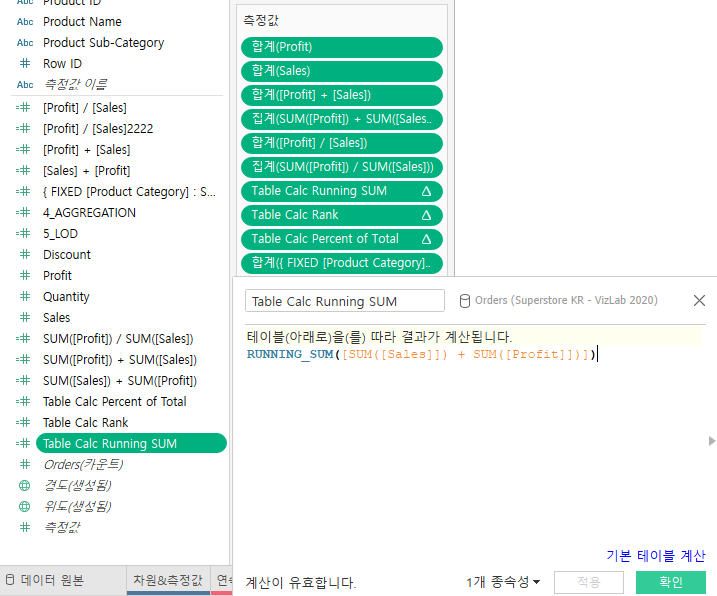 Product ID
Abc Product Name
Abc Product Sub-Category
Row ID
Abc 측정값 이름
[Profit] / [Sales]
[Profit] / [Sales]2222
[Profit] + [Sales]
[Sales] + [Profit]
{ FIXED [Product Category] : S...
4_AGGREGATION
5_LOD
Discount
Profit
Quantity
Sales
SUM([Profit]) / SUM([Sales])
SUM([Profit]) + SUM([Sales])
SUM([Sales]) + SUM([Profit])
Table Calc Percent of Total
Table Calc Rank
Table Calc Running SUM
Orders(카운트)
경도(생성됨)
위도(생성됨)
측정값
데이터 원본
차원&측정값
연속
측정값
합계(Profit)
합계(Sales)
합계([Profit] + [Sales])
집계(SUM([Profit]) + SUM([Sales..
합계([Profit] / [Sales])
집계(SUM([Profit]) / SUM([Sales]))
Table Calc Running SUM
Table Calc Rank
Table Calc Percent of Total
합계({ FIXED [Product Category]..
Table Calc Running SUM
Orders (Superstore KR - VizLab 2020)
테이블(아래로)을(를) 따라 결과가 계산됩니다.
RUNNING_SUM([SUM([Sales]]) + SUM([Profit]])])
기본 테이블 계산
계산이 유효합니다.
1개 종속성
적용
확인